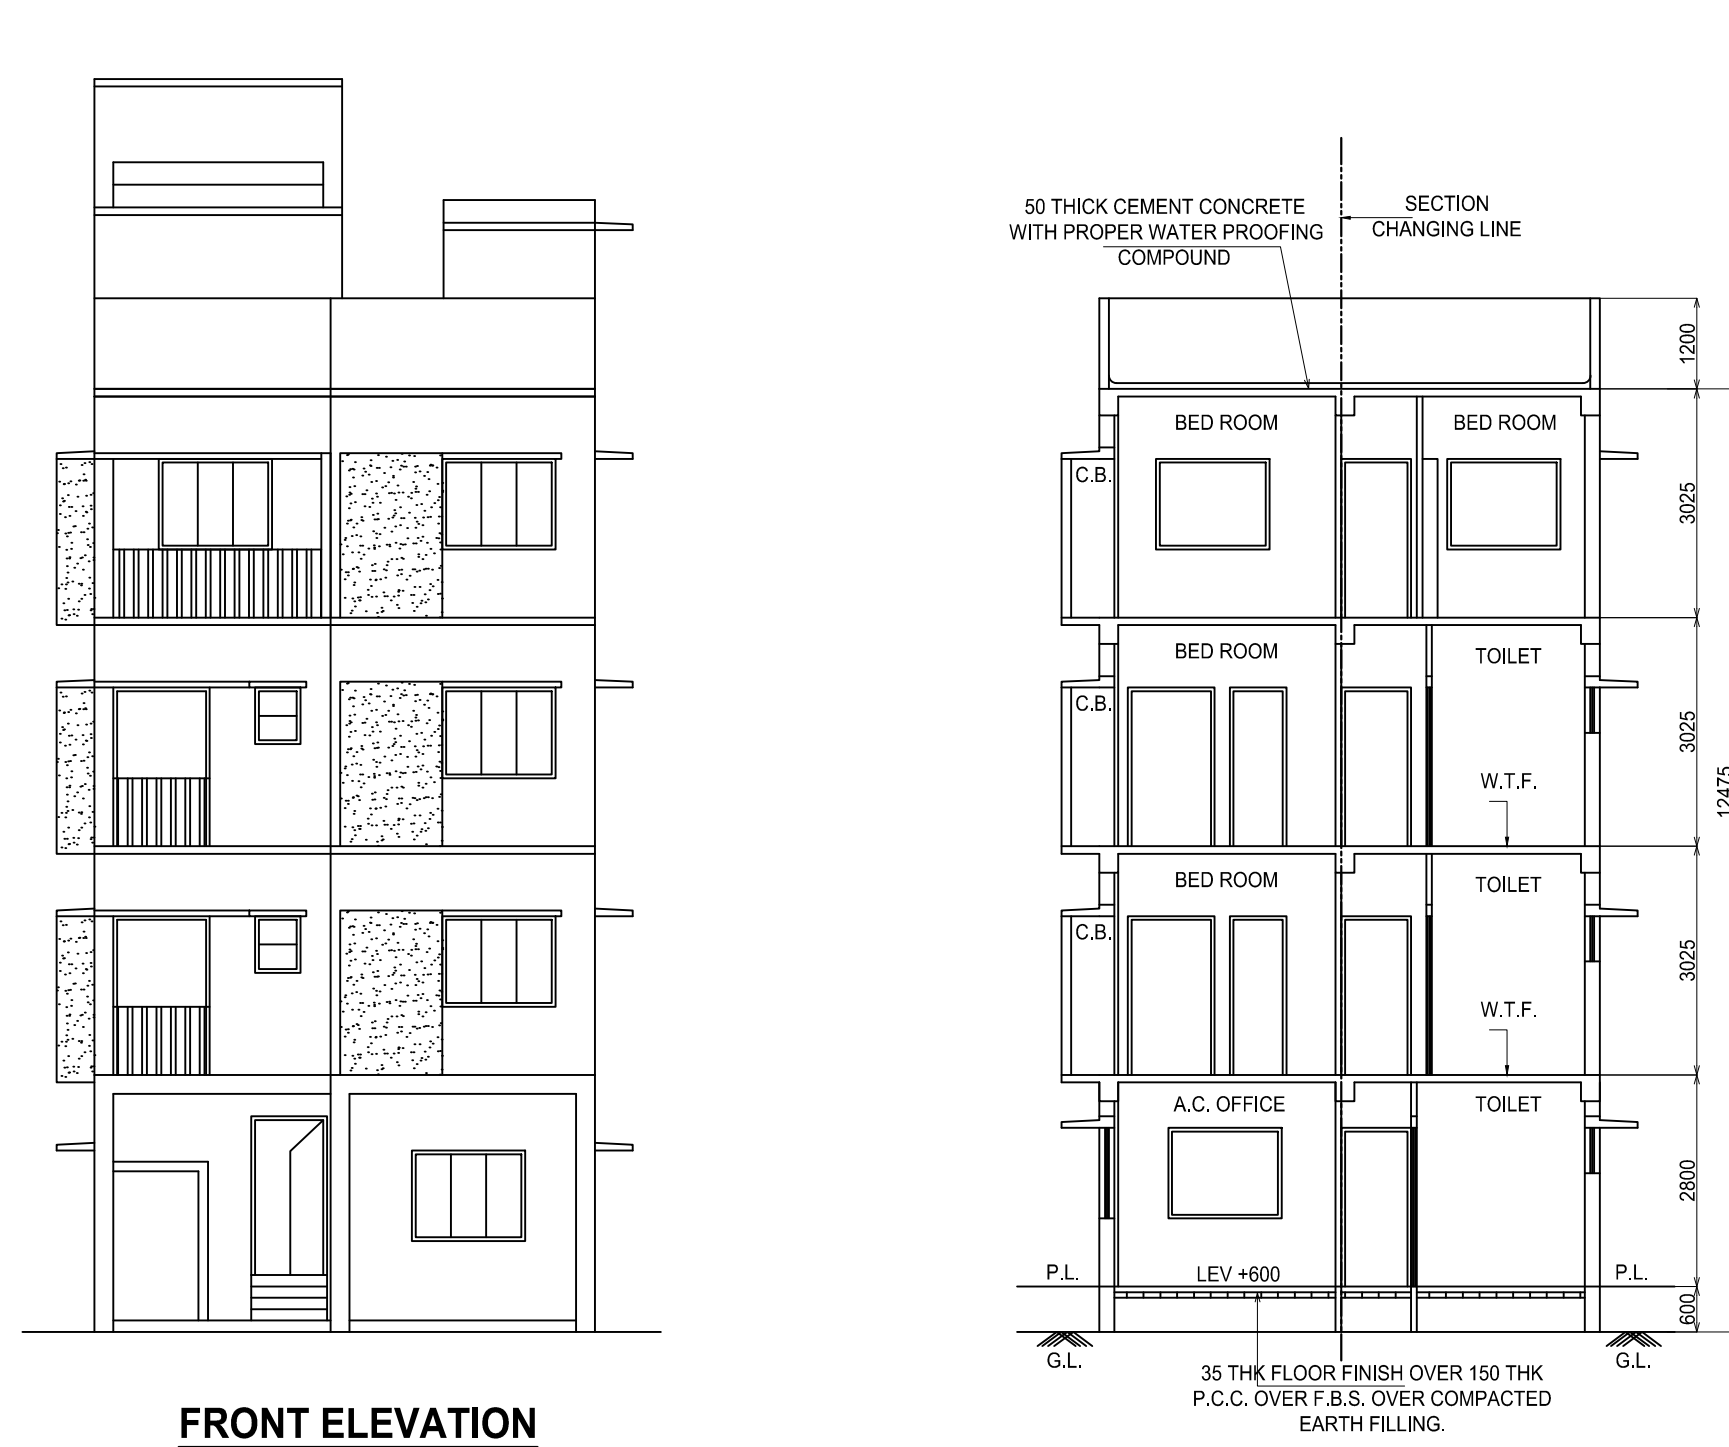 50 THICK CEMENT CONCRETE
WITH PROPER WATER PROOFING
COMPOUND
SECTION
CHANGING LINE
1200
BED ROOM
BED ROOM
C.B.
3025
BED ROOM
TOILET
C.B.
3025
W.T.F.
12475
BED ROOM
TOILET
C.B.
3025
W.T.F.
A.C. OFFICE
TOILET
2800
P.L.
LEV +600
P.L.
600
G.L.
G.L.
35 THK FLOOR FINISH OVER 150 THK
P.C.C. OVER F.B.S. OVER COMPACTED
EARTH FILLING.
FRONT ELEVATION